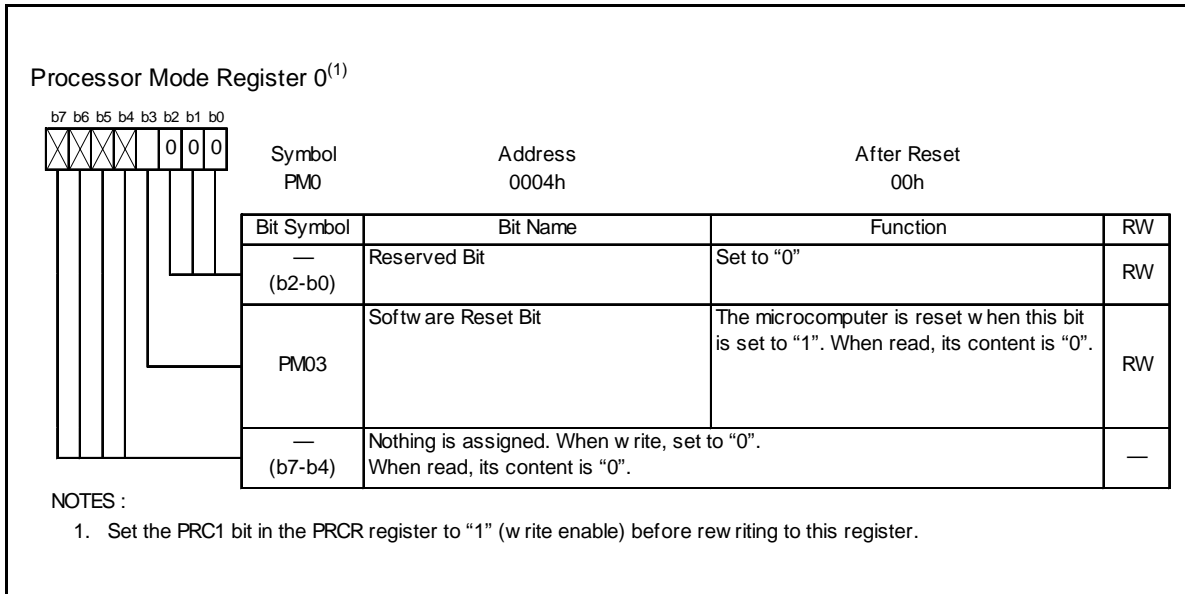 Processor Mode Register 0(1)
b7 b6 b5 b4 b3 b2 b1 b0
0 0 0
Symbol Address After Reset
PM0 0004h 00h
Bit Symbol Bit Name Function RW
— (b2-b0) Reserved Bit Set to “0” RW
PM03 Software Reset Bit The microcomputer is reset when this bit
is set to “1”. When read, its content is “0”. RW
— (b7-b4) Nothing is assigned. When write, set to “0”.
When read, its content is “0”. —
NOTES :
1. Set the PRC1 bit in the PRCR register to “1” (write enable) before rewriting to this register.